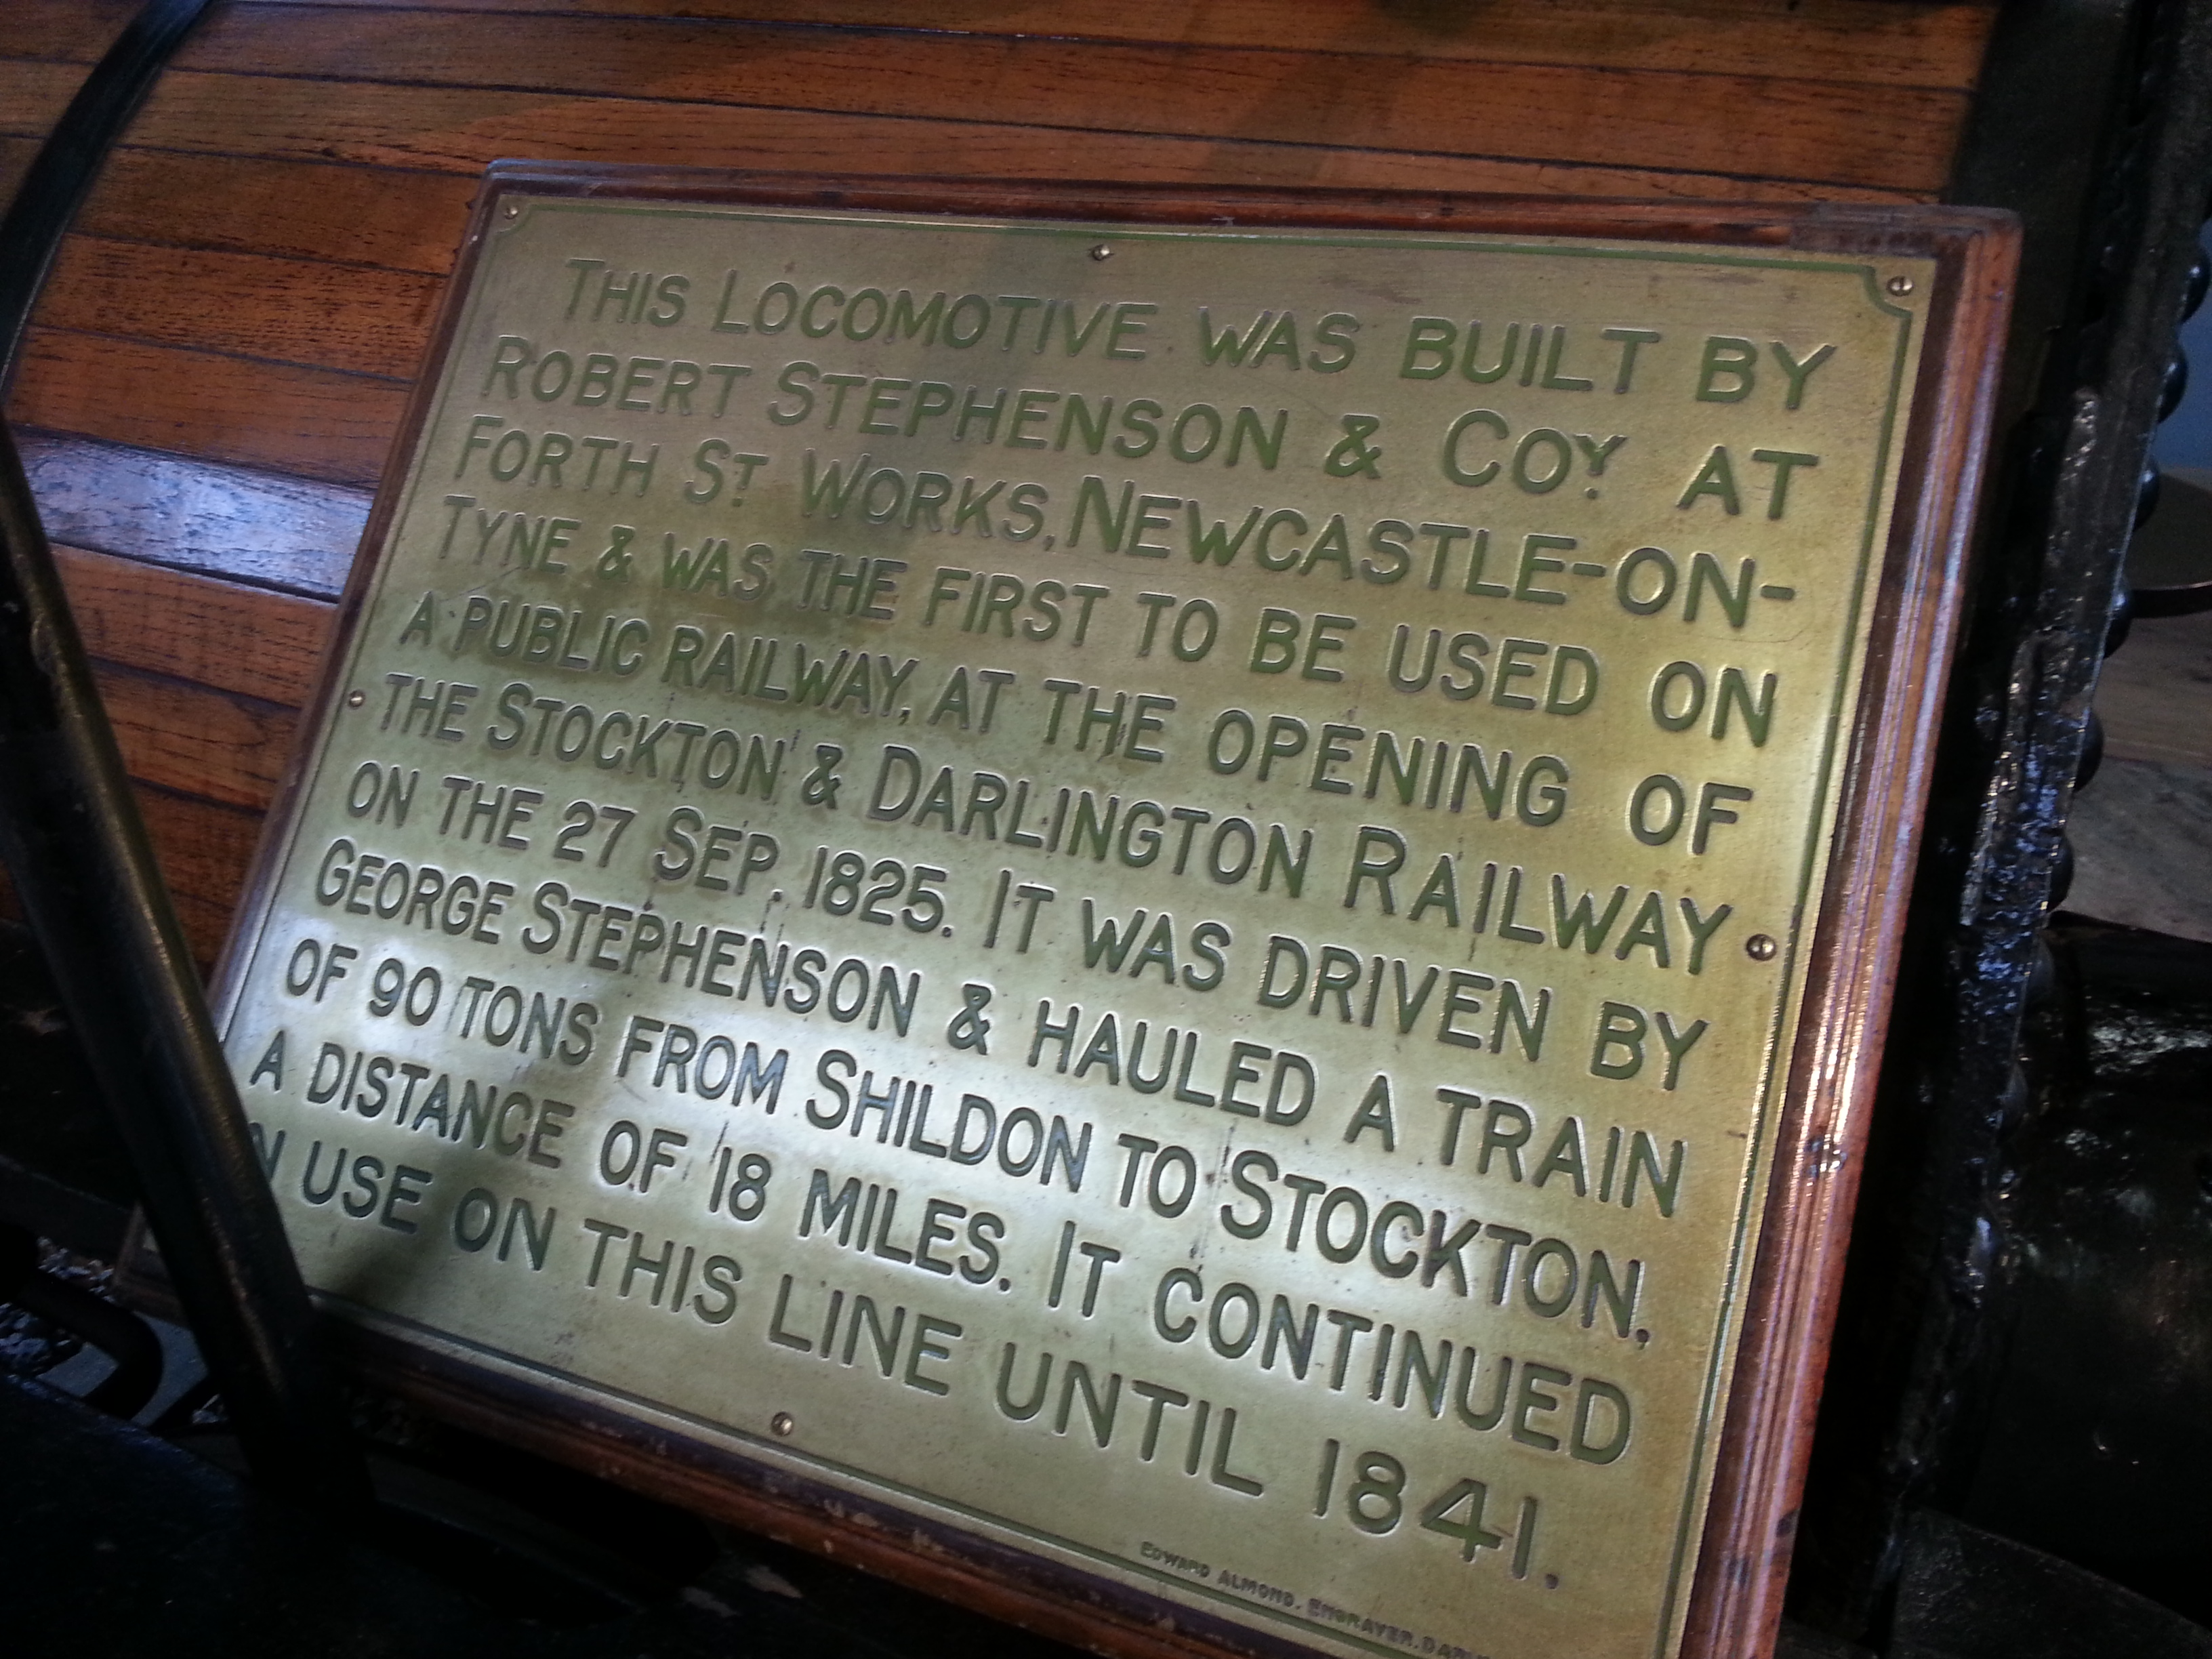 THIS LOCOMOTIVE WAS BUILT BY
ROBERT STEPHENSON & COY. AT
FORTH ST WORKS, NEWCASTLE-ON-
TYNE & WAS THE FIRST TO BE USED ON
A PUBLIC RAILWAY, AT THE OPENING OF
THE STOCKTON & DARLINGTON RAILWAY
ON THE 27 SEP. 1825. IT WAS DRIVEN BY
GEORGE STEPHENSON & HAULED A TRAIN
OF 90 TONS FROM SHILDON TO STOCKTON,
A DISTANCE OF 18 MILES. IT CONTINUED
N USE ON THIS LINE UNTIL 1841.
EDWARD ALMOND. ENGRAVER.